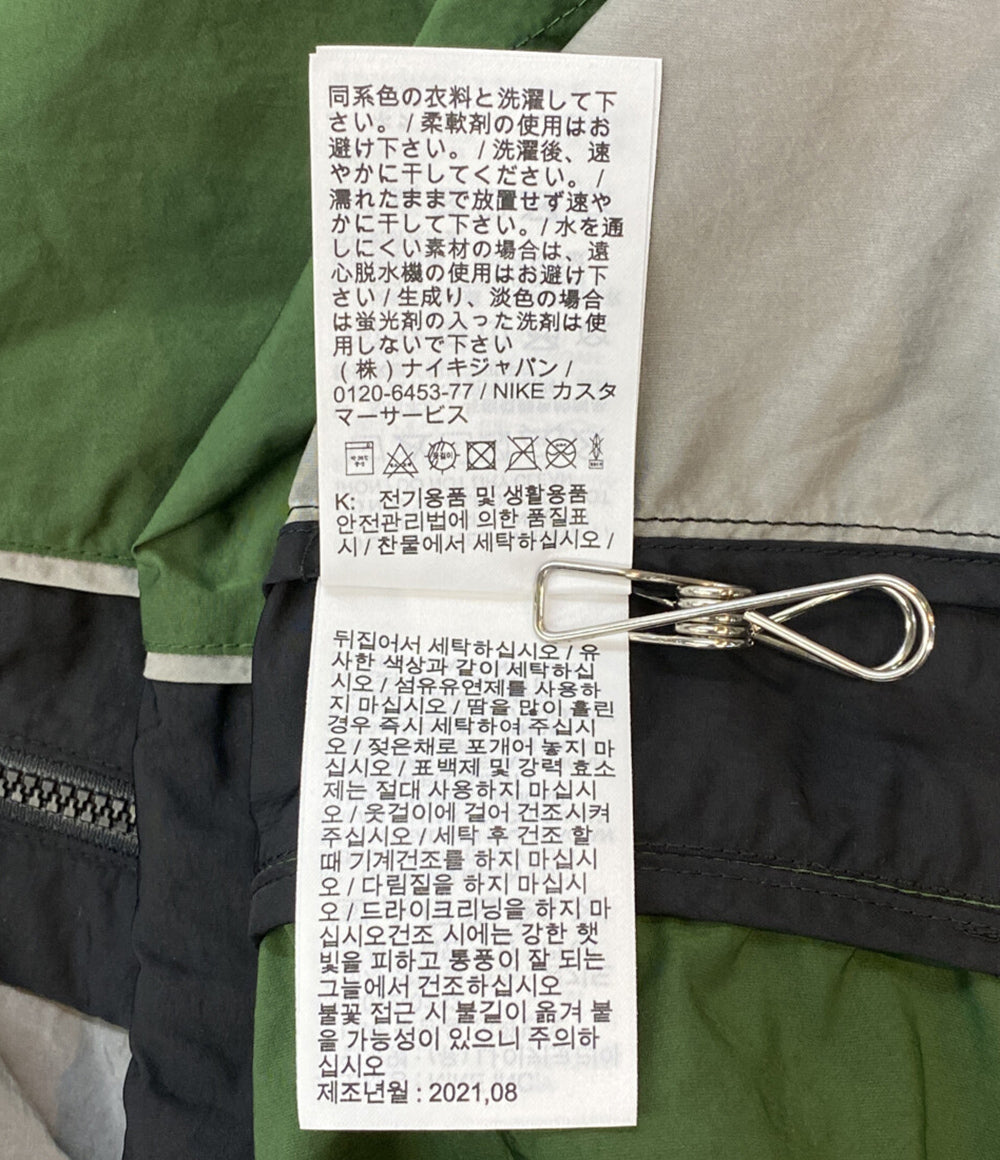 同系色の衣料と洗濯して下
さい。 / 柔軟剤の使用はお
避け下さい。 / 洗濯後、速
やかに干してください。 /
濡れたままで放置せず速や
かに干して下さい。/ 水を通
しにくい素材の場合は、遠
心脱水機の使用はお避け下
さい / 生成り、淡色の場合
は蛍光剤の入った洗剤は使
用しないで下さい
(株) ナイキジャパン /
0120-6453-77 / NIKE カスタ
マーサービス
옷걸이
K: 전기용품 및 생활용품
안전관리법에 의한 품질표
시 / 찬물에서 세탁하십시오 /
뒤집어서 세탁하십시오 / 유
사한 색상과 같이 세탁하십
시오 / 섬유유연제를 사용하
지 마십시오 / 땀을 많이 흘린
경우 즉시 세탁하여 주십시
오 / 젖은채로 포개어 놓지 마
십시오 / 표백제 및 강력 효소
제는 절대 사용하지 마십시
오 / 옷걸이에 걸어 건조시켜
주십시오 / 세탁 후 건조 할
때 기계건조를 하지 마십시
오 / 다림질을 하지 마십시
오 / 드라이크리닝을 하지 마
십시오건조 시에는 강한 햇
빛을 피하고 통풍이 잘 되는
그늘에서 건조하십시오
불꽃 접근 시 불길이 옮겨 붙
을 가능성이 있으니 주의하
십시오
제조년월 : 2021,08